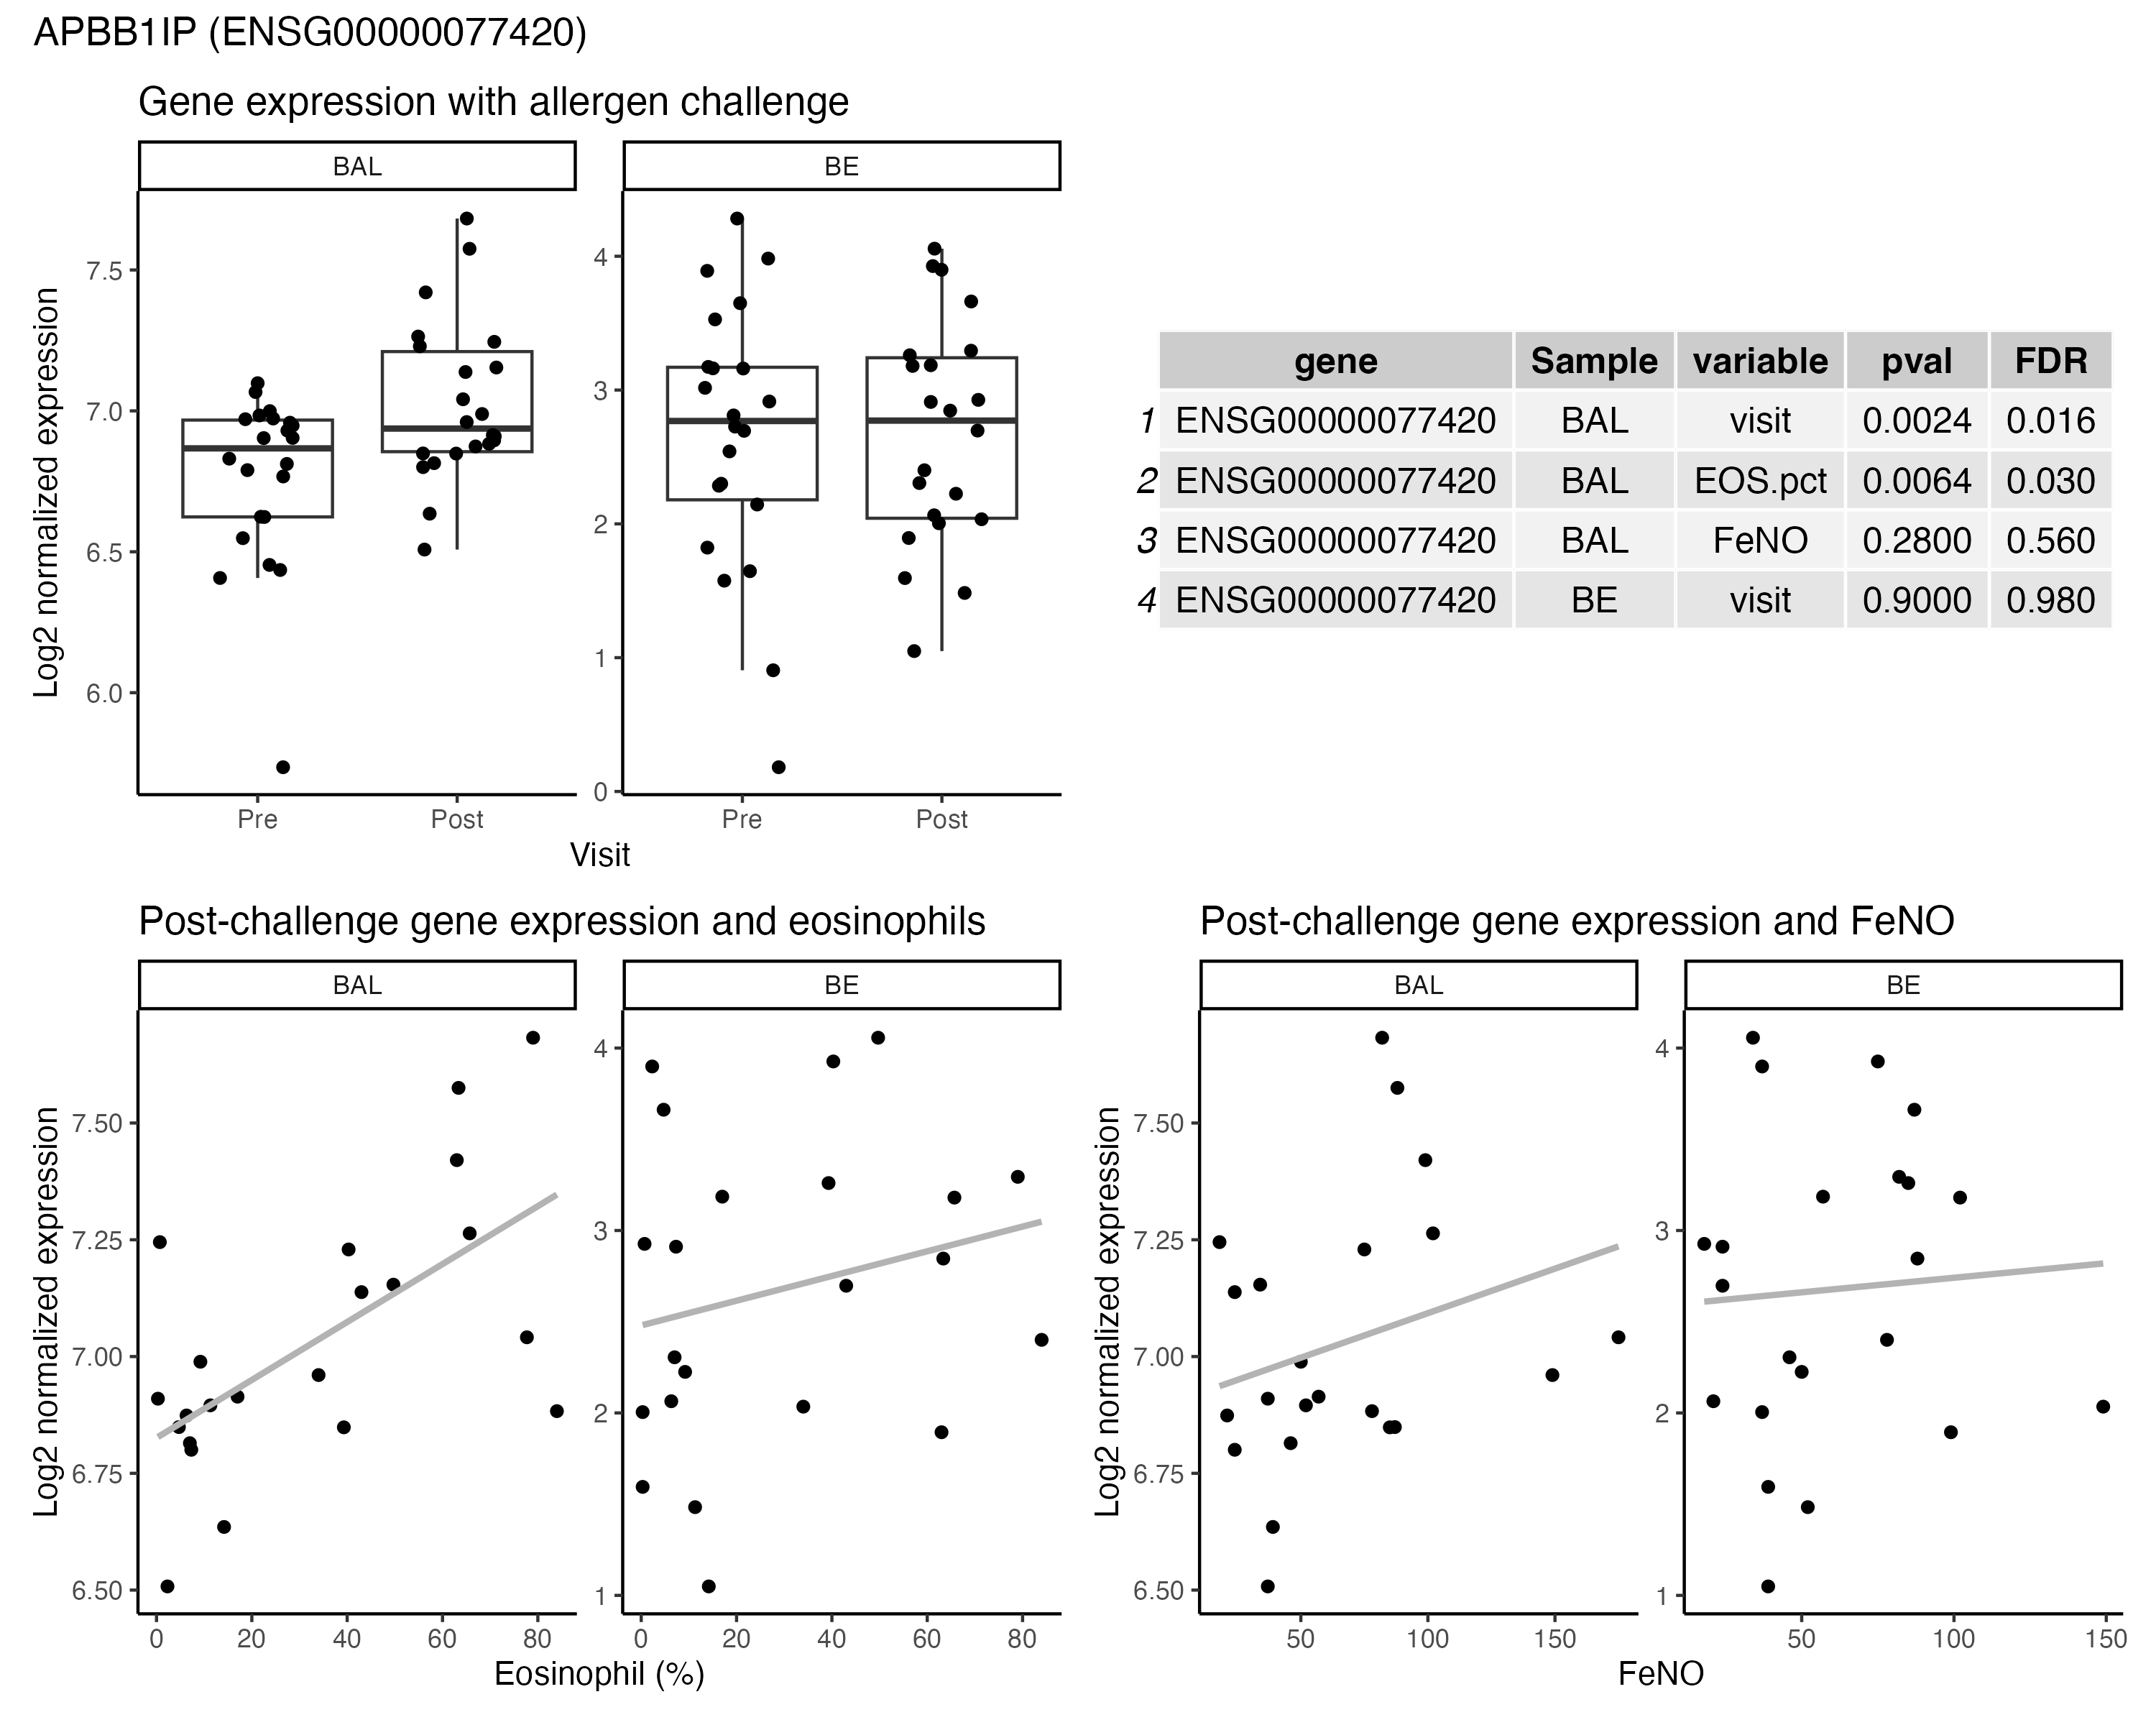 APBB1IP (ENSG00000077420)
Gene expression with allergen challenge
BAL
BE
Log2 normalized expression
7.5
7.0
6.5
6.0
4
3
2
1
0
Pre
Post
Pre
Post
Visit
gene Sample variable pval FDR
1 ENSG00000077420 BAL visit 0.0024 0.016
2 ENSG00000077420 BAL EOS.pct 0.0064 0.030
3 ENSG00000077420 BAL FeNO 0.2800 0.560
4 ENSG00000077420 BE visit 0.9000 0.980
Post-challenge gene expression and eosinophils
BAL
BE
Log2 normalized expression
7.50
7.25
7.00
6.75
6.50
4
3
2
1
0 20 40 60 80
0 20 40 60 80
Eosinophil (%)
Post-challenge gene expression and FeNO
BAL
BE
Log2 normalized expression
7.50
7.25
7.00
6.75
6.50
4
3
2
1
50 100 150
50 100 150
FeNO